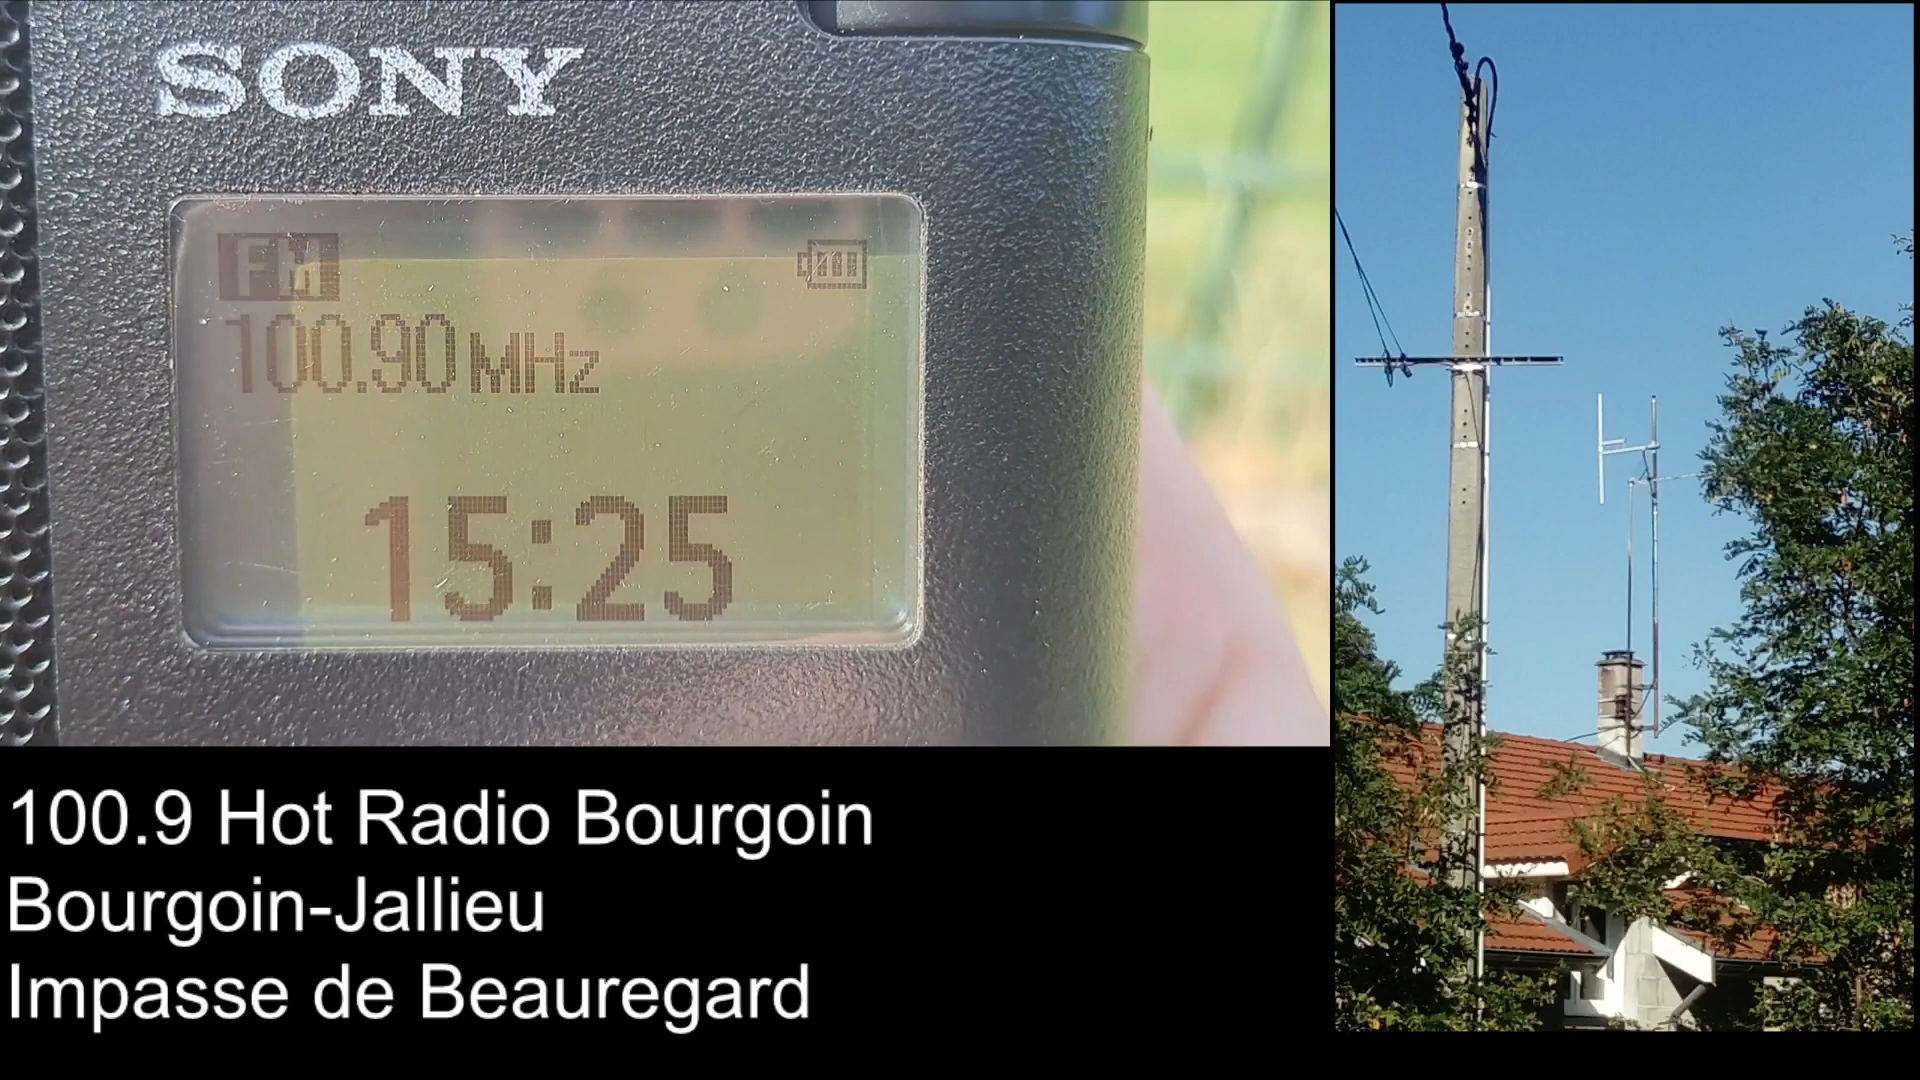 SONY
FM
100.90 MHz
15:25
100.9 Hot Radio Bourgoin
Bourgoin-Jallieu
Impasse de Beauregard